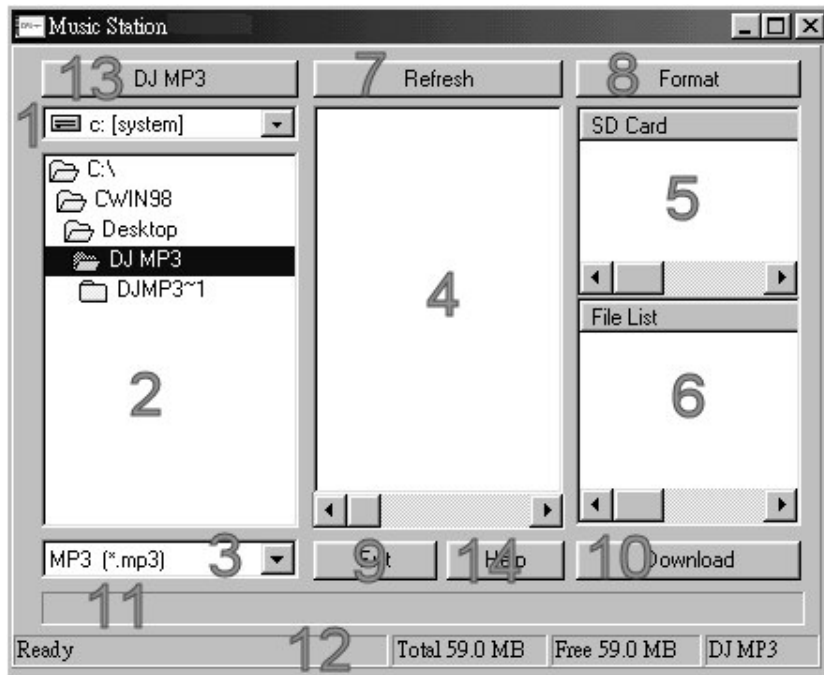 Music Station
13 DJ MP3
7 Refresh
8 Format
1 c: [system]
SD Card
C:\
CWIN98
Desktop
DJ MP3
DJMP3~1
5
4
File List
2
6
MP3 (*.mp3) 3
9 Exit
14 Help
10 Download
11
Ready 12 Total 59.0 MB Free 59.0 MB DJ MP3